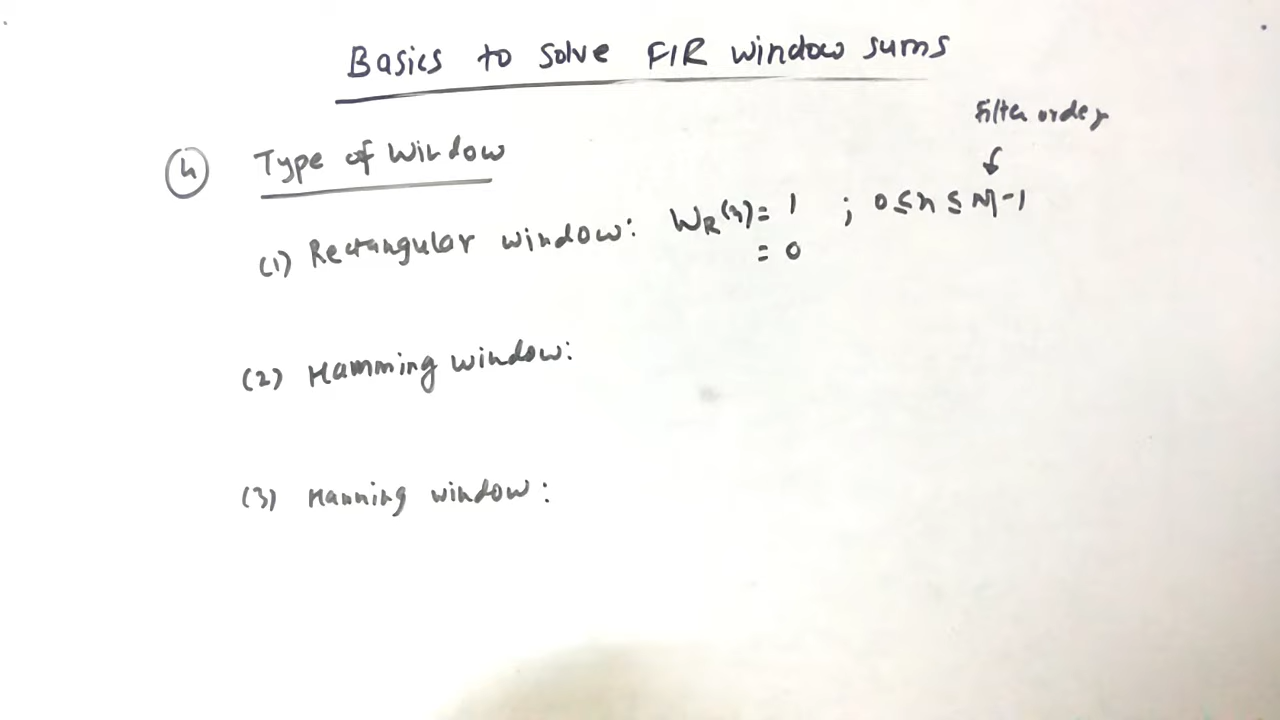 Basics to solve FIR window sums
Filter order
4 Type of Window
(1) Rectangular window: WR(n) = 1 ; 0 ≤ n ≤ M-1
= 0
(2) Hamming window:
(3) Hanning window: